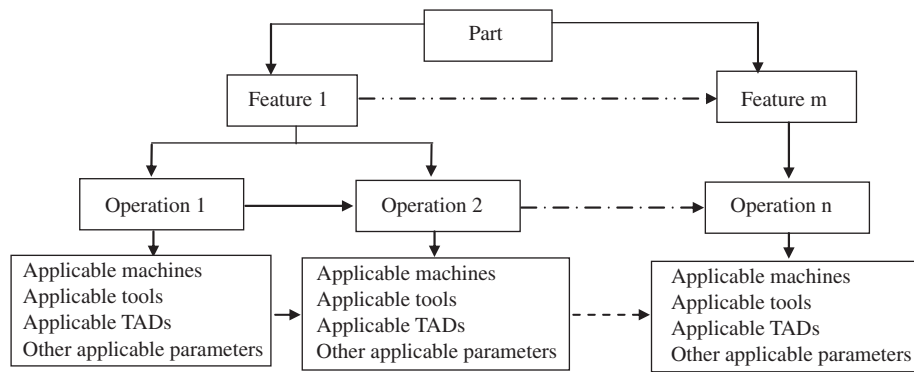 Part
Feature 1
Feature m
Operation 1
Operation 2
Operation n
Applicable machines
Applicable tools
Applicable TADs
Other applicable parameters
Applicable machines
Applicable tools
Applicable TADs
Other applicable parameters
Applicable machines
Applicable tools
Applicable TADs
Other applicable parameters